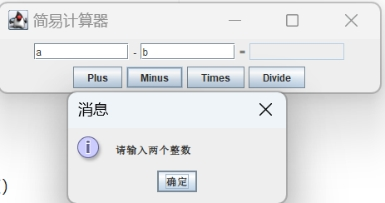 简易计算器
a - b =
Plus Minus Times Divide
消息
请输入两个整数
确定
)